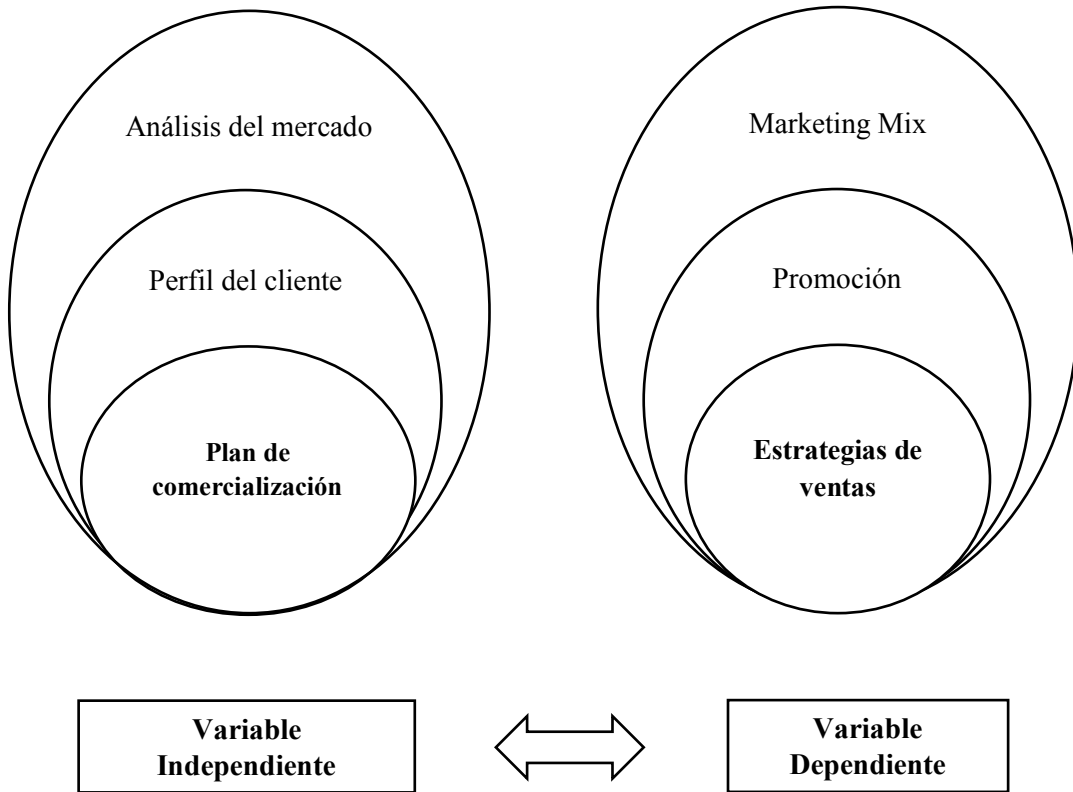 Análisis del mercado
Perfil del cliente
Plan de
comercialización
Marketing Mix
Promoción
Estrategias de
ventas
Variable
Independiente
Variable
Dependiente